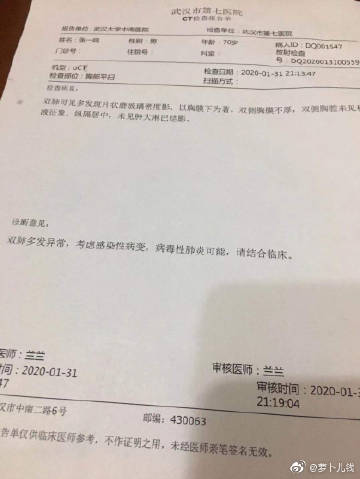 武汉市第七医院
CT检查报告单
报告单位：武汉大学中南医院
检查单位：武汉市第七医院
姓名：
性别：男
年龄：70岁
病人ID：DQ001547
门诊号：
住院号：
科室：
放射检查
号：DQ2020013100559
机型：uCT
检查日期：2020-01-31 21:13:47
检查部位：胸部平扫
扫描方式：
检查所见：
双肺可见多发斑片状磨玻璃密度影，以胸膜下为著，双侧胸膜不厚，双侧胸腔未见
液征象，纵隔居中，未见肿大淋巴结影。
诊断意见：
双肺多发异常，考虑感染性病变，病毒性肺炎可能，请结合临床。
医师：兰兰
审核医师：兰兰
时间：2020-01-31
47
审核时间：2020-01-31
21:19:04
汉市中南二路6号
邮编：430063
告单仅供临床医师参考，不作证明之用，未经医师亲笔签名无效。
@萝卜儿钱